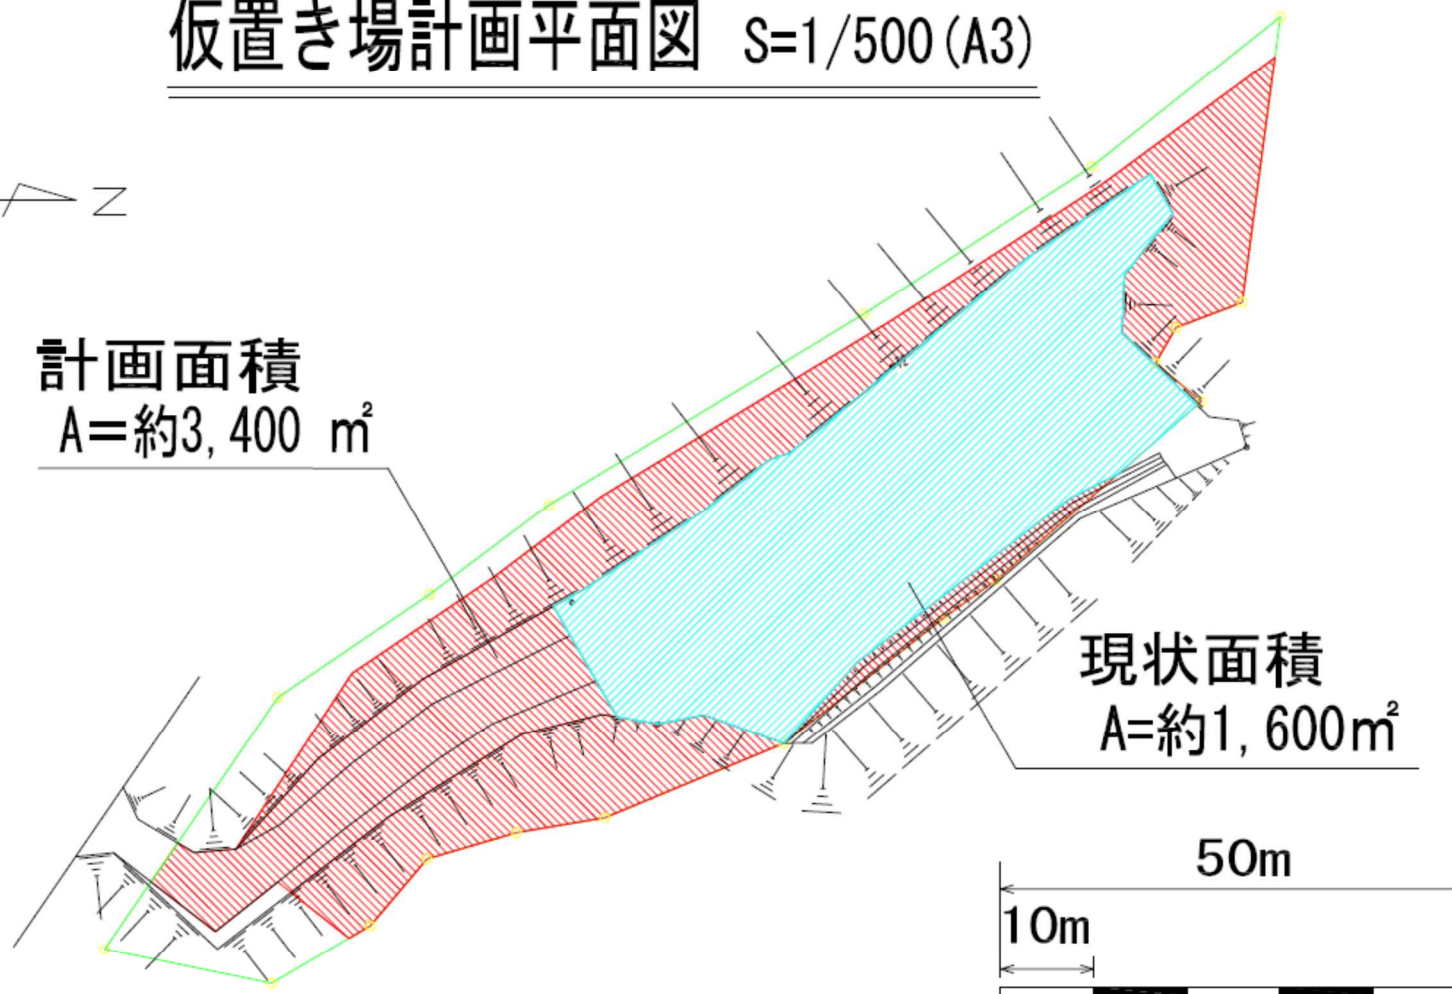 仮置き場計画平面図 S=1/500(A3)
N
計画面積
A=約3,400 ㎡
現状面積
A=約1,600㎡
50m
10m